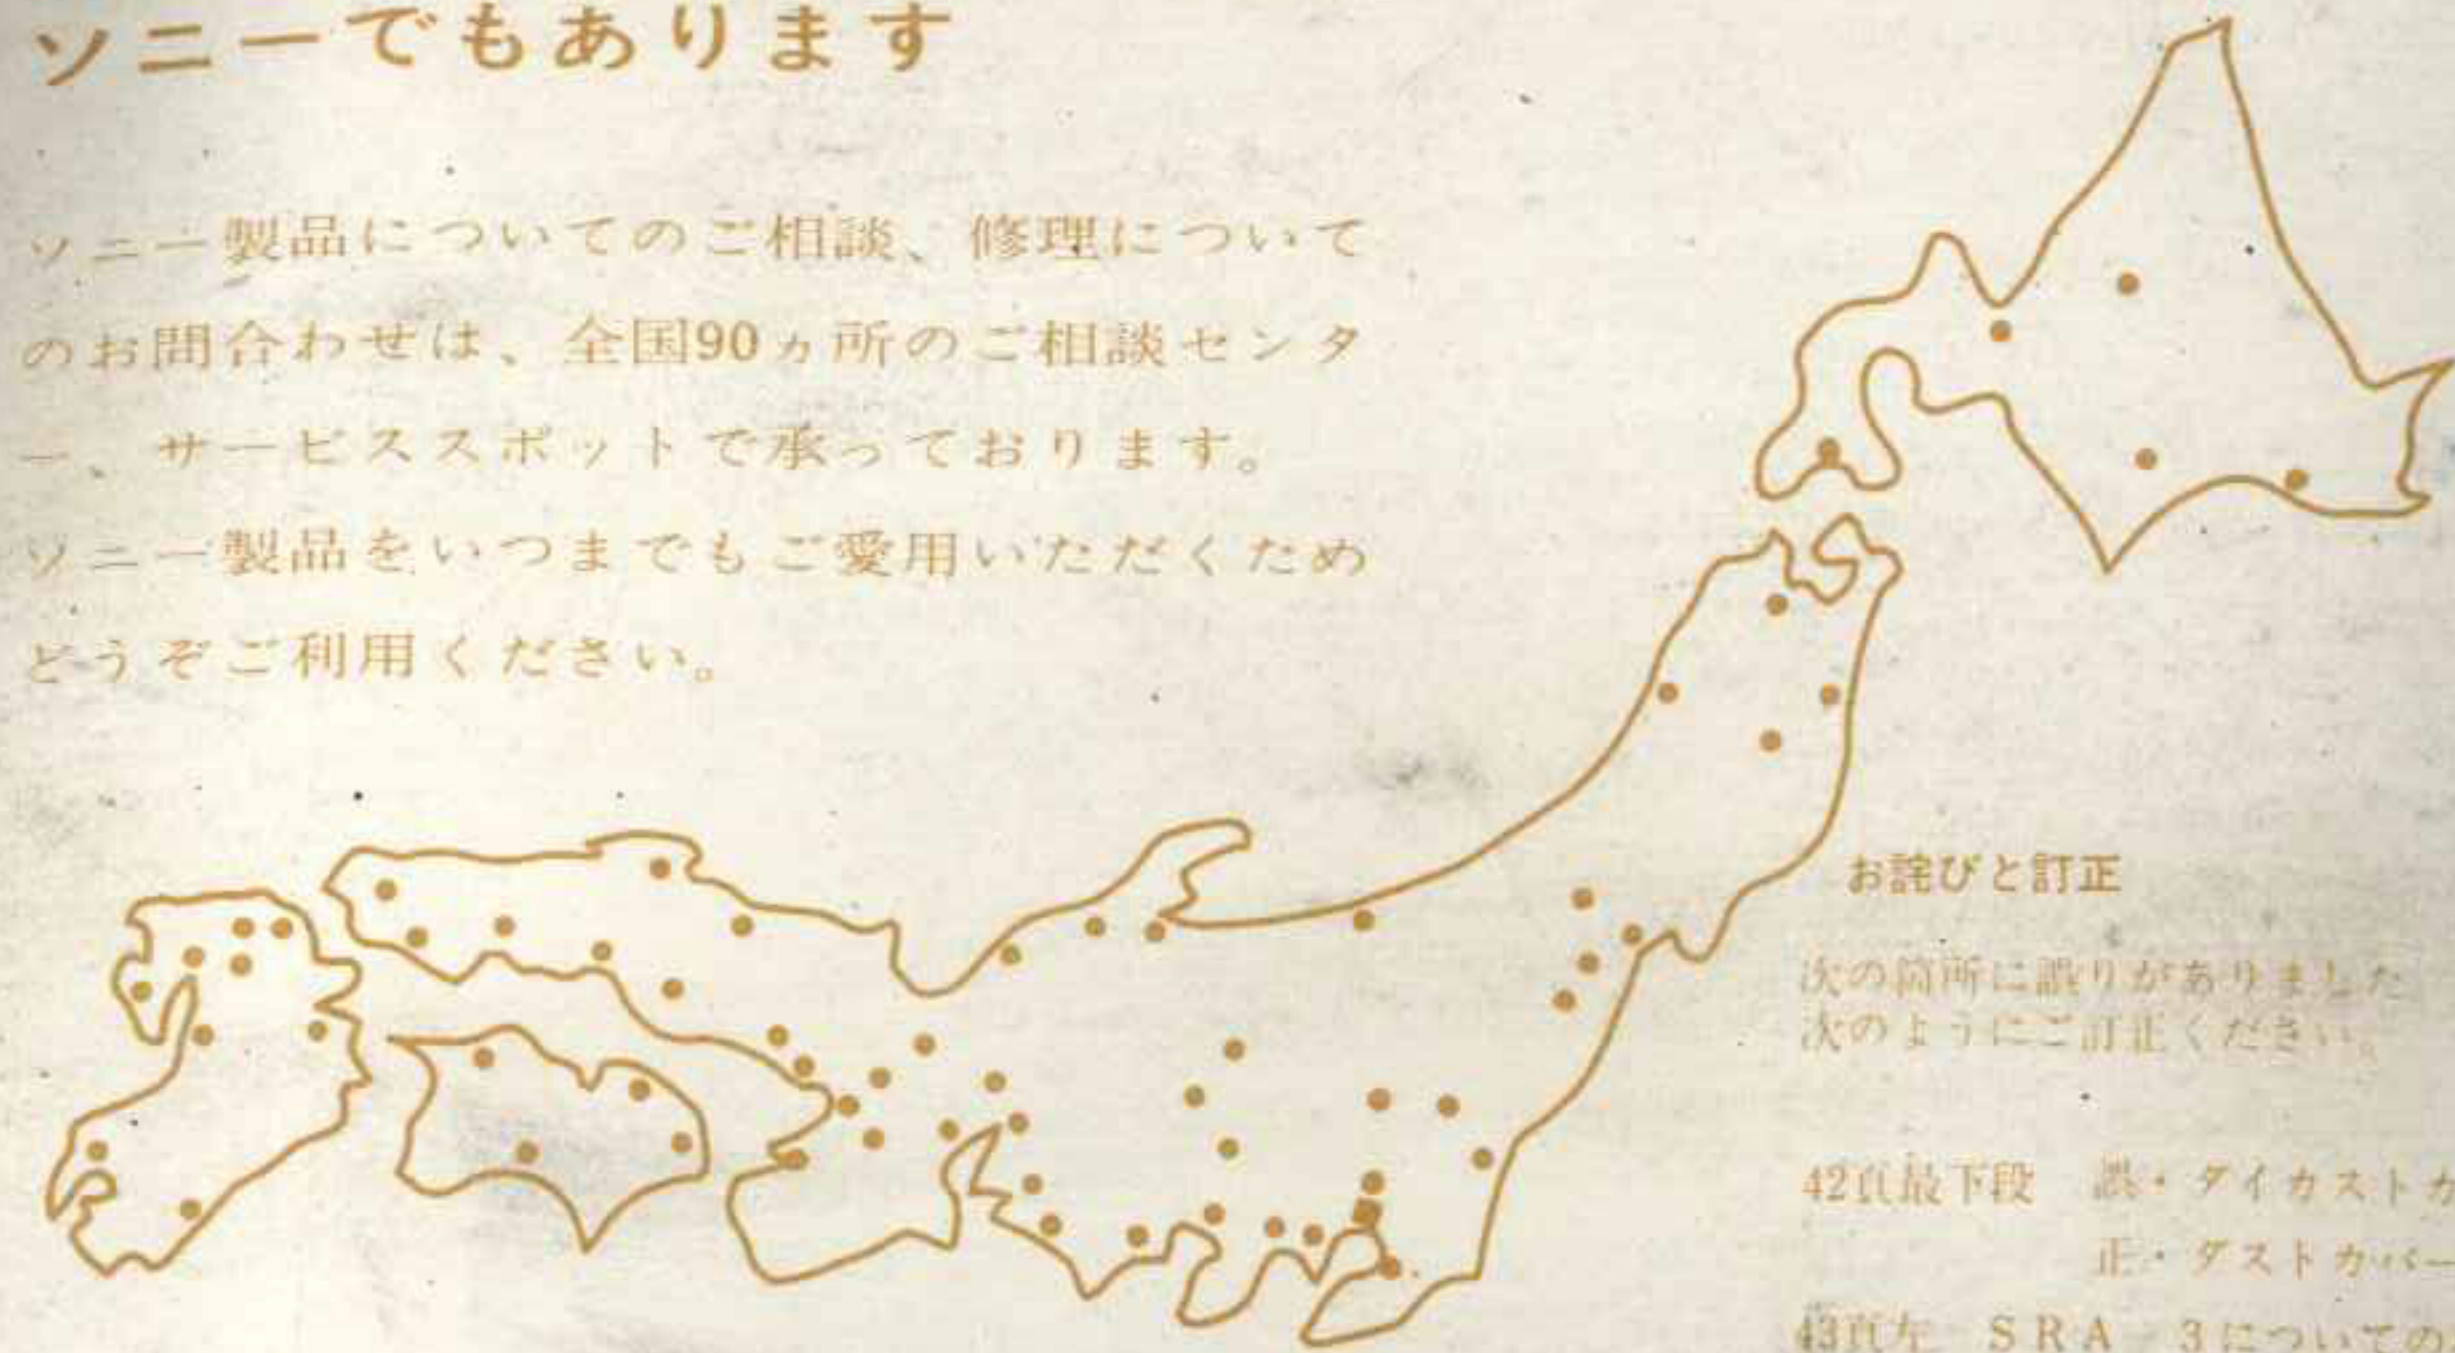 ソニーでもあります
ソニー製品についてのご相談、修理について
のお問合わせは、全国90ヵ所のご相談センタ
ー、サービススポットで承っております。
ソニー製品をいつまでもご愛用いただくため
どうぞご利用ください。
お詫びと訂正
次の箇所に誤りがありました
次のようにご訂正ください。
42頁最下段 誤・ダイカストカ
正・ダストカバー
43頁左 SRA-3についての